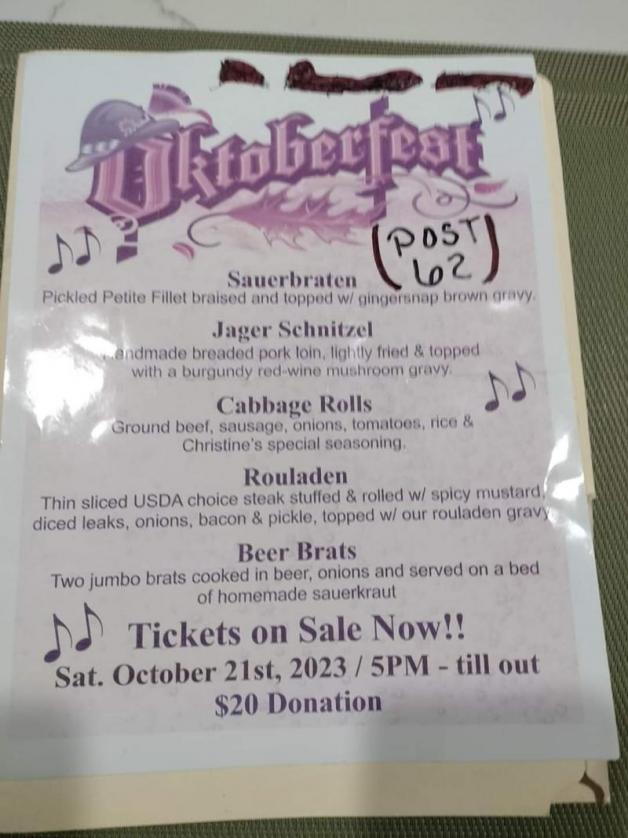 Oktoberfest
(POST
62)
Sauerbraten
Pickled Petite Fillet braised and topped w/ gingersnap brown gravy.
Jager Schnitzel
andmade breaded pork loin, lightly fried & topped
with a burgundy red-wine mushroom gravy.
Cabbage Rolls
Ground beef, sausage, onions, tomatoes, rice &
Christine's special seasoning.
Rouladen
Thin sliced USDA choice steak stuffed & rolled w/ spicy mustard,
diced leaks, onions, bacon & pickle, topped w/ our rouladen gravy
Beer Brats
Two jumbo brats cooked in beer, onions and served on a bed
of homemade sauerkraut
Tickets on Sale Now!!
Sat. October 21st, 2023 / 5PM - till out
$20 Donation